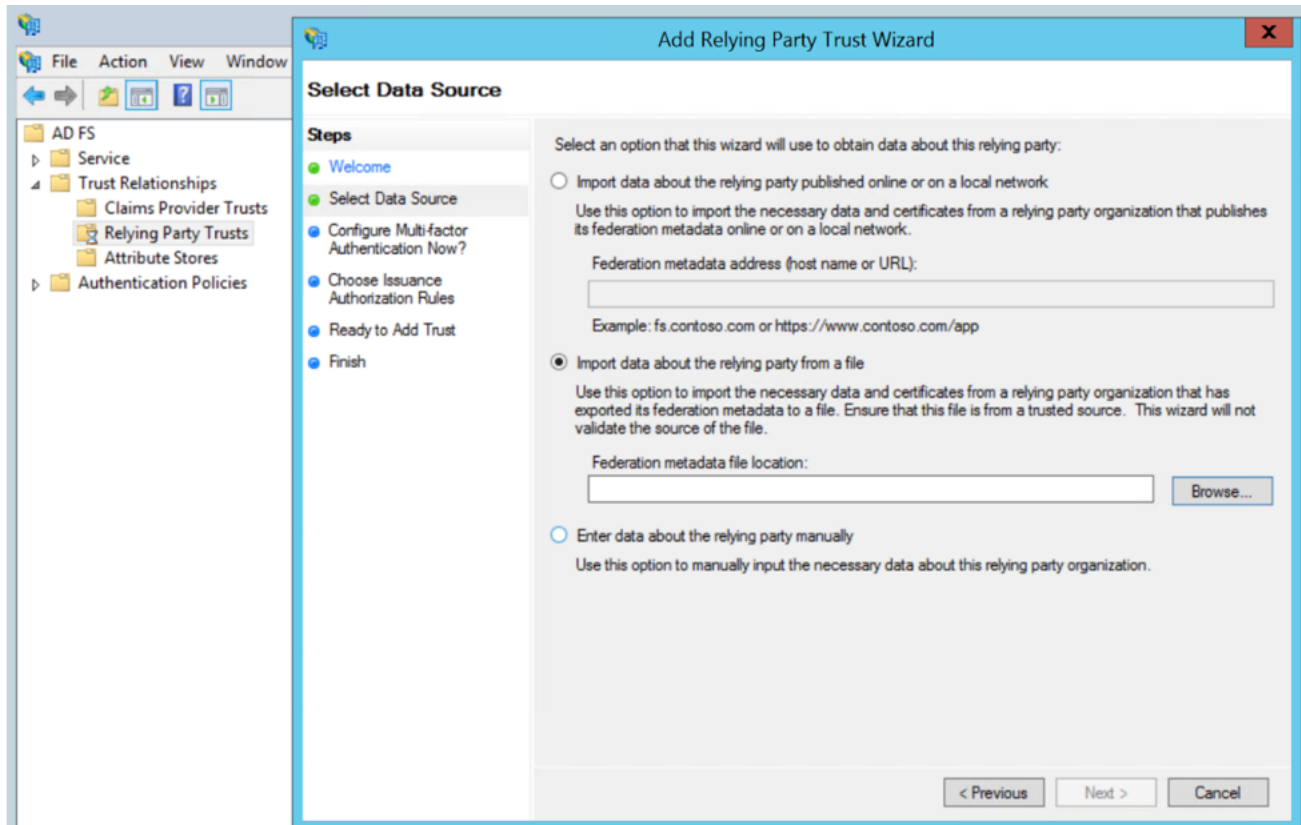 Add Relying Party Trust Wizard
X
File Action View Window
?
Select Data Source
AD FS
Service
Trust Relationships
Claims Provider Trusts
Relying Party Trusts
Attribute Stores
Authentication Policies
Steps
Welcome
Select Data Source
Configure Multi-factor
Authentication Now?
Choose Issuance
Authorization Rules
Ready to Add Trust
Finish
Select an option that this wizard will use to obtain data about this relying party:
Import data about the relying party published online or on a local network
Use this option to import the necessary data and certificates from a relying party organization that publishes
its federation metadata online or on a local network.
Federation metadata address (host name or URL):
Example: fs.contoso.com or https://www.contoso.com/app
Import data about the relying party from a file
Use this option to import the necessary data and certificates from a relying party organization that has
exported its federation metadata to a file. Ensure that this file is from a trusted source. This wizard will not
validate the source of the file.
Federation metadata file location:
Browse...
Enter data about the relying party manually
Use this option to manually input the necessary data about this relying party organization.
< Previous
Next >
Cancel